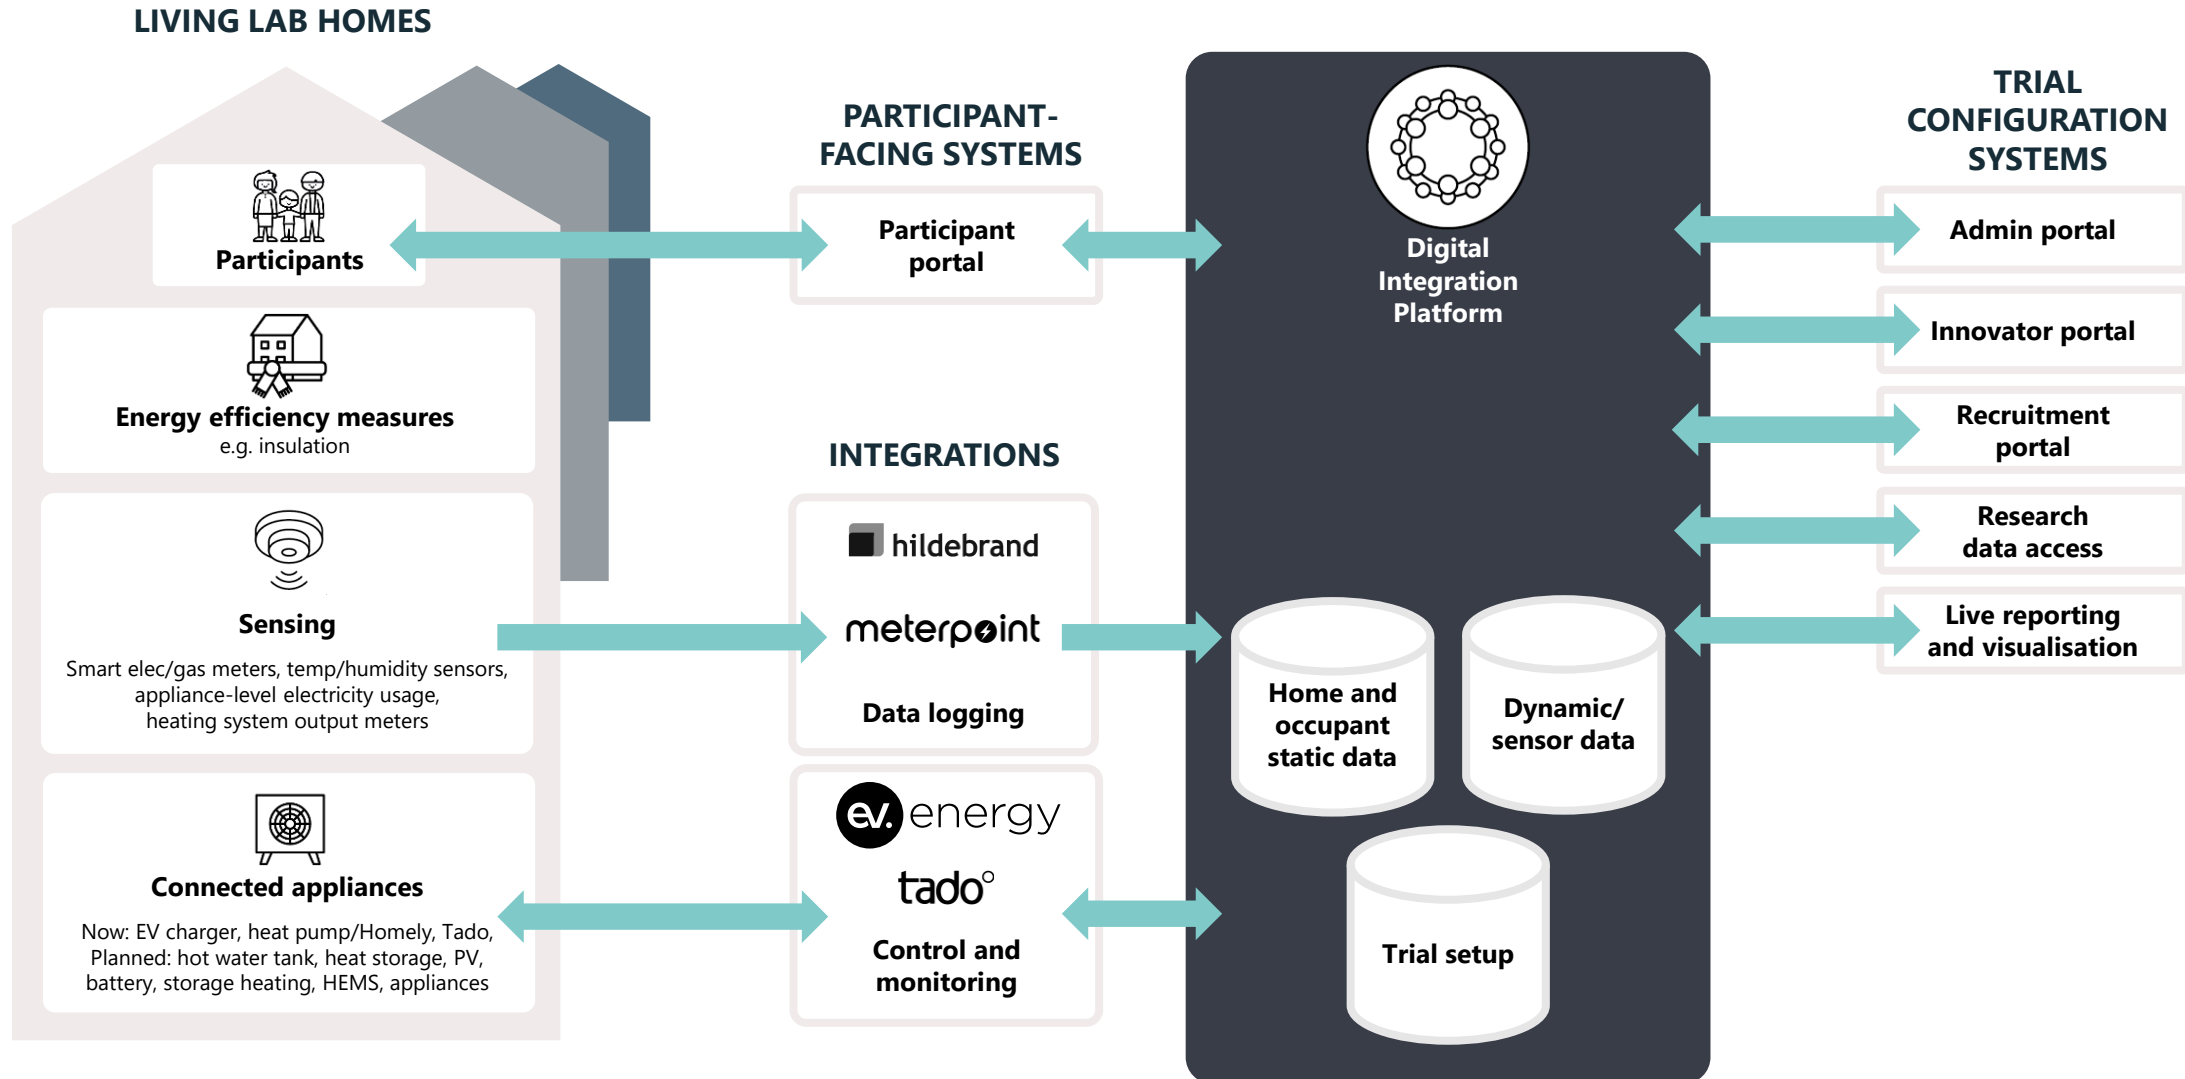 LIVING LAB HOMES
Participants
Energy efficiency measures
e.g. insulation
Sensing
Smart elec/gas meters, temp/humidity sensors,
appliance-level electricity usage,
heating system output meters
Connected appliances
Now: EV charger, heat pump/Homely, Tado,
Planned: hot water tank, heat storage, PV,
battery, storage heating, HEMS, appliances
PARTICIPANT-
FACING SYSTEMS
Participant
portal
INTEGRATIONS
hildebrand
meterpoint
Data logging
ev.energy
tado°
Control and
monitoring
Digital
Integration
Platform
Home and
occupant
static data
Dynamic/
sensor data
Trial setup
TRIAL
CONFIGURATION
SYSTEMS
Admin portal
Innovator portal
Recruitment
portal
Research
data access
Live reporting
and visualisation